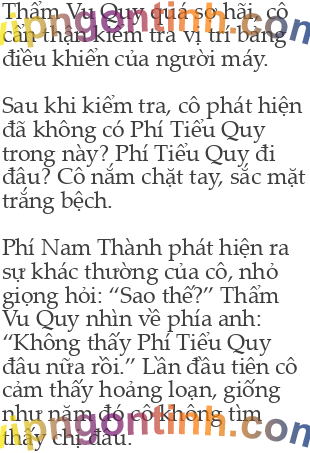 Thẩm Vu Quy quá sợ hãi, cô
cẩn thận kiểm tra vị trí bảng
điều khiển của người máy.
Sau khi kiểm tra, cô phát hiện
đã không có Phí Tiểu Quy
trong này? Phí Tiểu Quy đi
đâu? Cô nắm chặt tay, sắc mặt
trắng bệch.
Phí Nam Thành phát hiện ra
sự khác thường của cô, nhỏ
giọng hỏi: “Sao thế?” Thẩm
Vu Quy nhìn về phía anh:
“Không thấy Phí Tiểu Quy
đâu nữa rồi.” Lần đầu tiên cô
cảm thấy hoảng loạn, giống
như năm đó cô không tìm
thấy chị đâu.